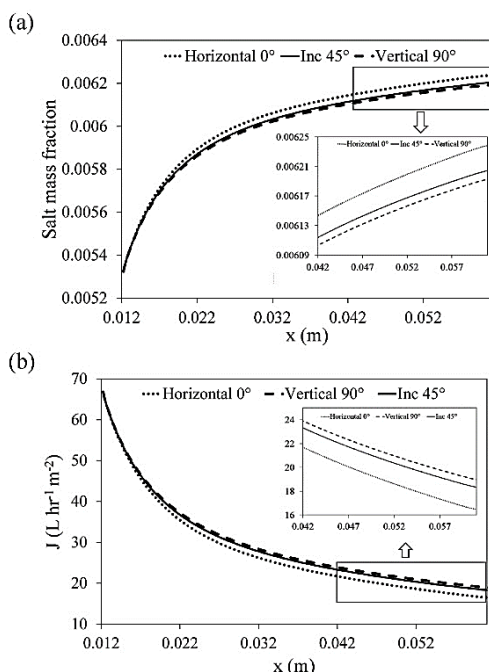 (a)
0.0064
Horizontal 0° Inc 45° Vertical 90°
0.0062
0.006
0.0058
0.0056
0.0054
0.0052
Salt mass fraction
0.00625
Horizontal 0° Inc 45° Vertical 90°
0.00621
0.00617
0.00613
0.00609
0.042 0.047 0.052 0.057
0.012 0.022 0.032 0.042 0.052
x (m)
(b)
70
Horizontal 0° Vertical 90° Inc 45°
60
50
40
30
20
10
J (L hr⁻¹ m⁻²)
24
Horizontal 0° Vertical 90° Inc 45°
22
20
18
16
0.042 0.047 0.052 0.057
0.012 0.022 0.032 0.042 0.052
x (m)